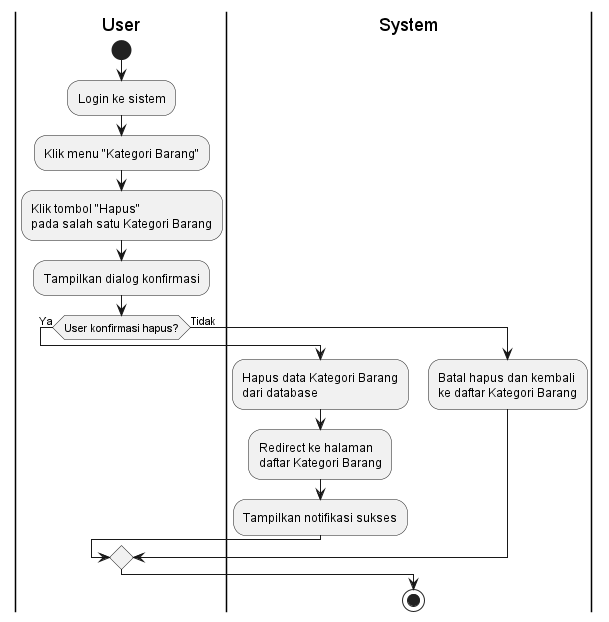 User
System
Login ke sistem
Klik menu "Kategori Barang"
Klik tombol "Hapus"
pada salah satu Kategori Barang
Tampilkan dialog konfirmasi
Ya
User konfirmasi hapus?
Tidak
Hapus data Kategori Barang
dari database
Batal hapus dan kembali
ke daftar Kategori Barang
Redirect ke halaman
daftar Kategori Barang
Tampilkan notifikasi sukses